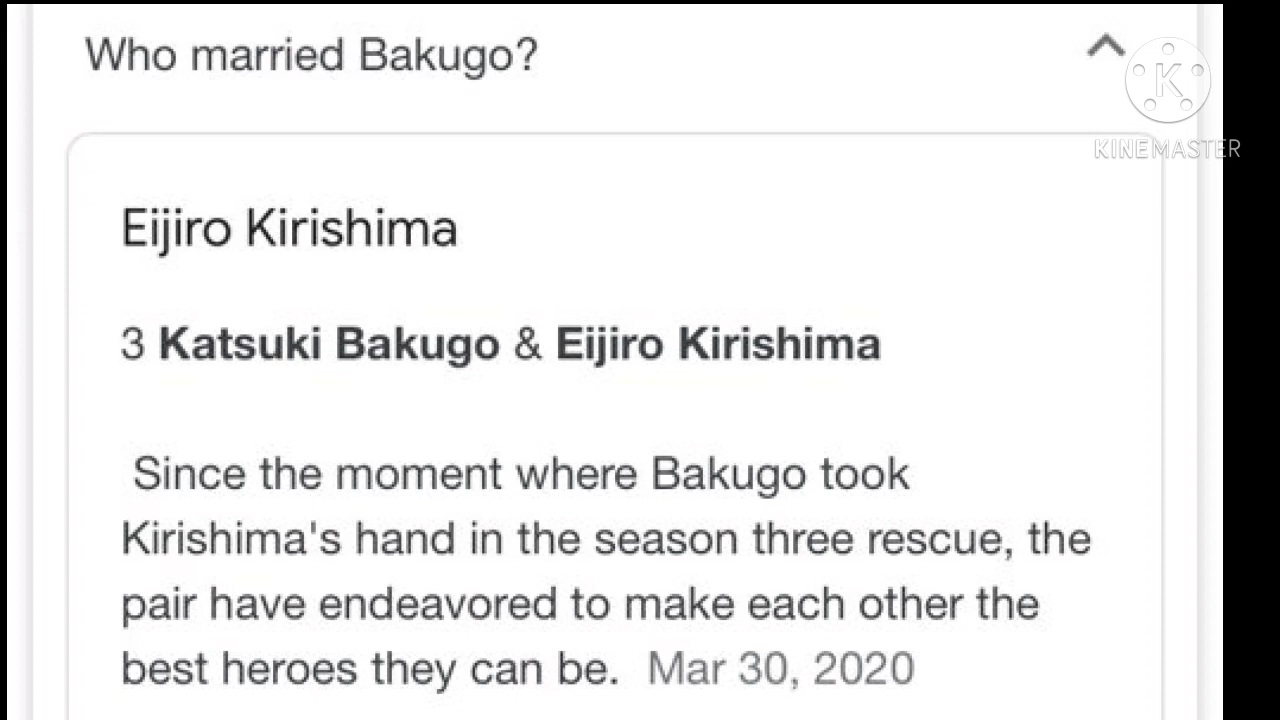 Who married Bakugo?
K
KINEMASTER
Eijiro Kirishima
3 Katsuki Bakugo & Eijiro Kirishima
Since the moment where Bakugo took
Kirishima's hand in the season three rescue, the
pair have endeavored to make each other the
best heroes they can be. Mar 30, 2020